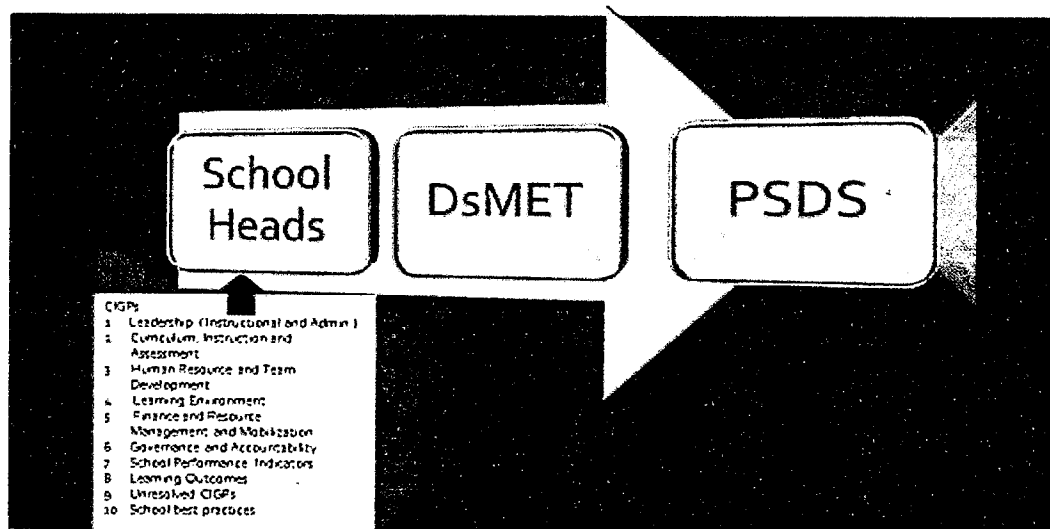 School
Heads
DsMET
PSDS
CIGPs
1 Leadership (Instructional and Admin)
2 Curriculum, Instruction and
Assessment
3 Human Resource and Team
Development
4 Learning Environment
5 Finance and Resource
Management and Mobilization
6 Governance and Accountability
7 School Performance Indicators
8 Learning Outcomes
9 Unresolved CIGPs
10 School best practices